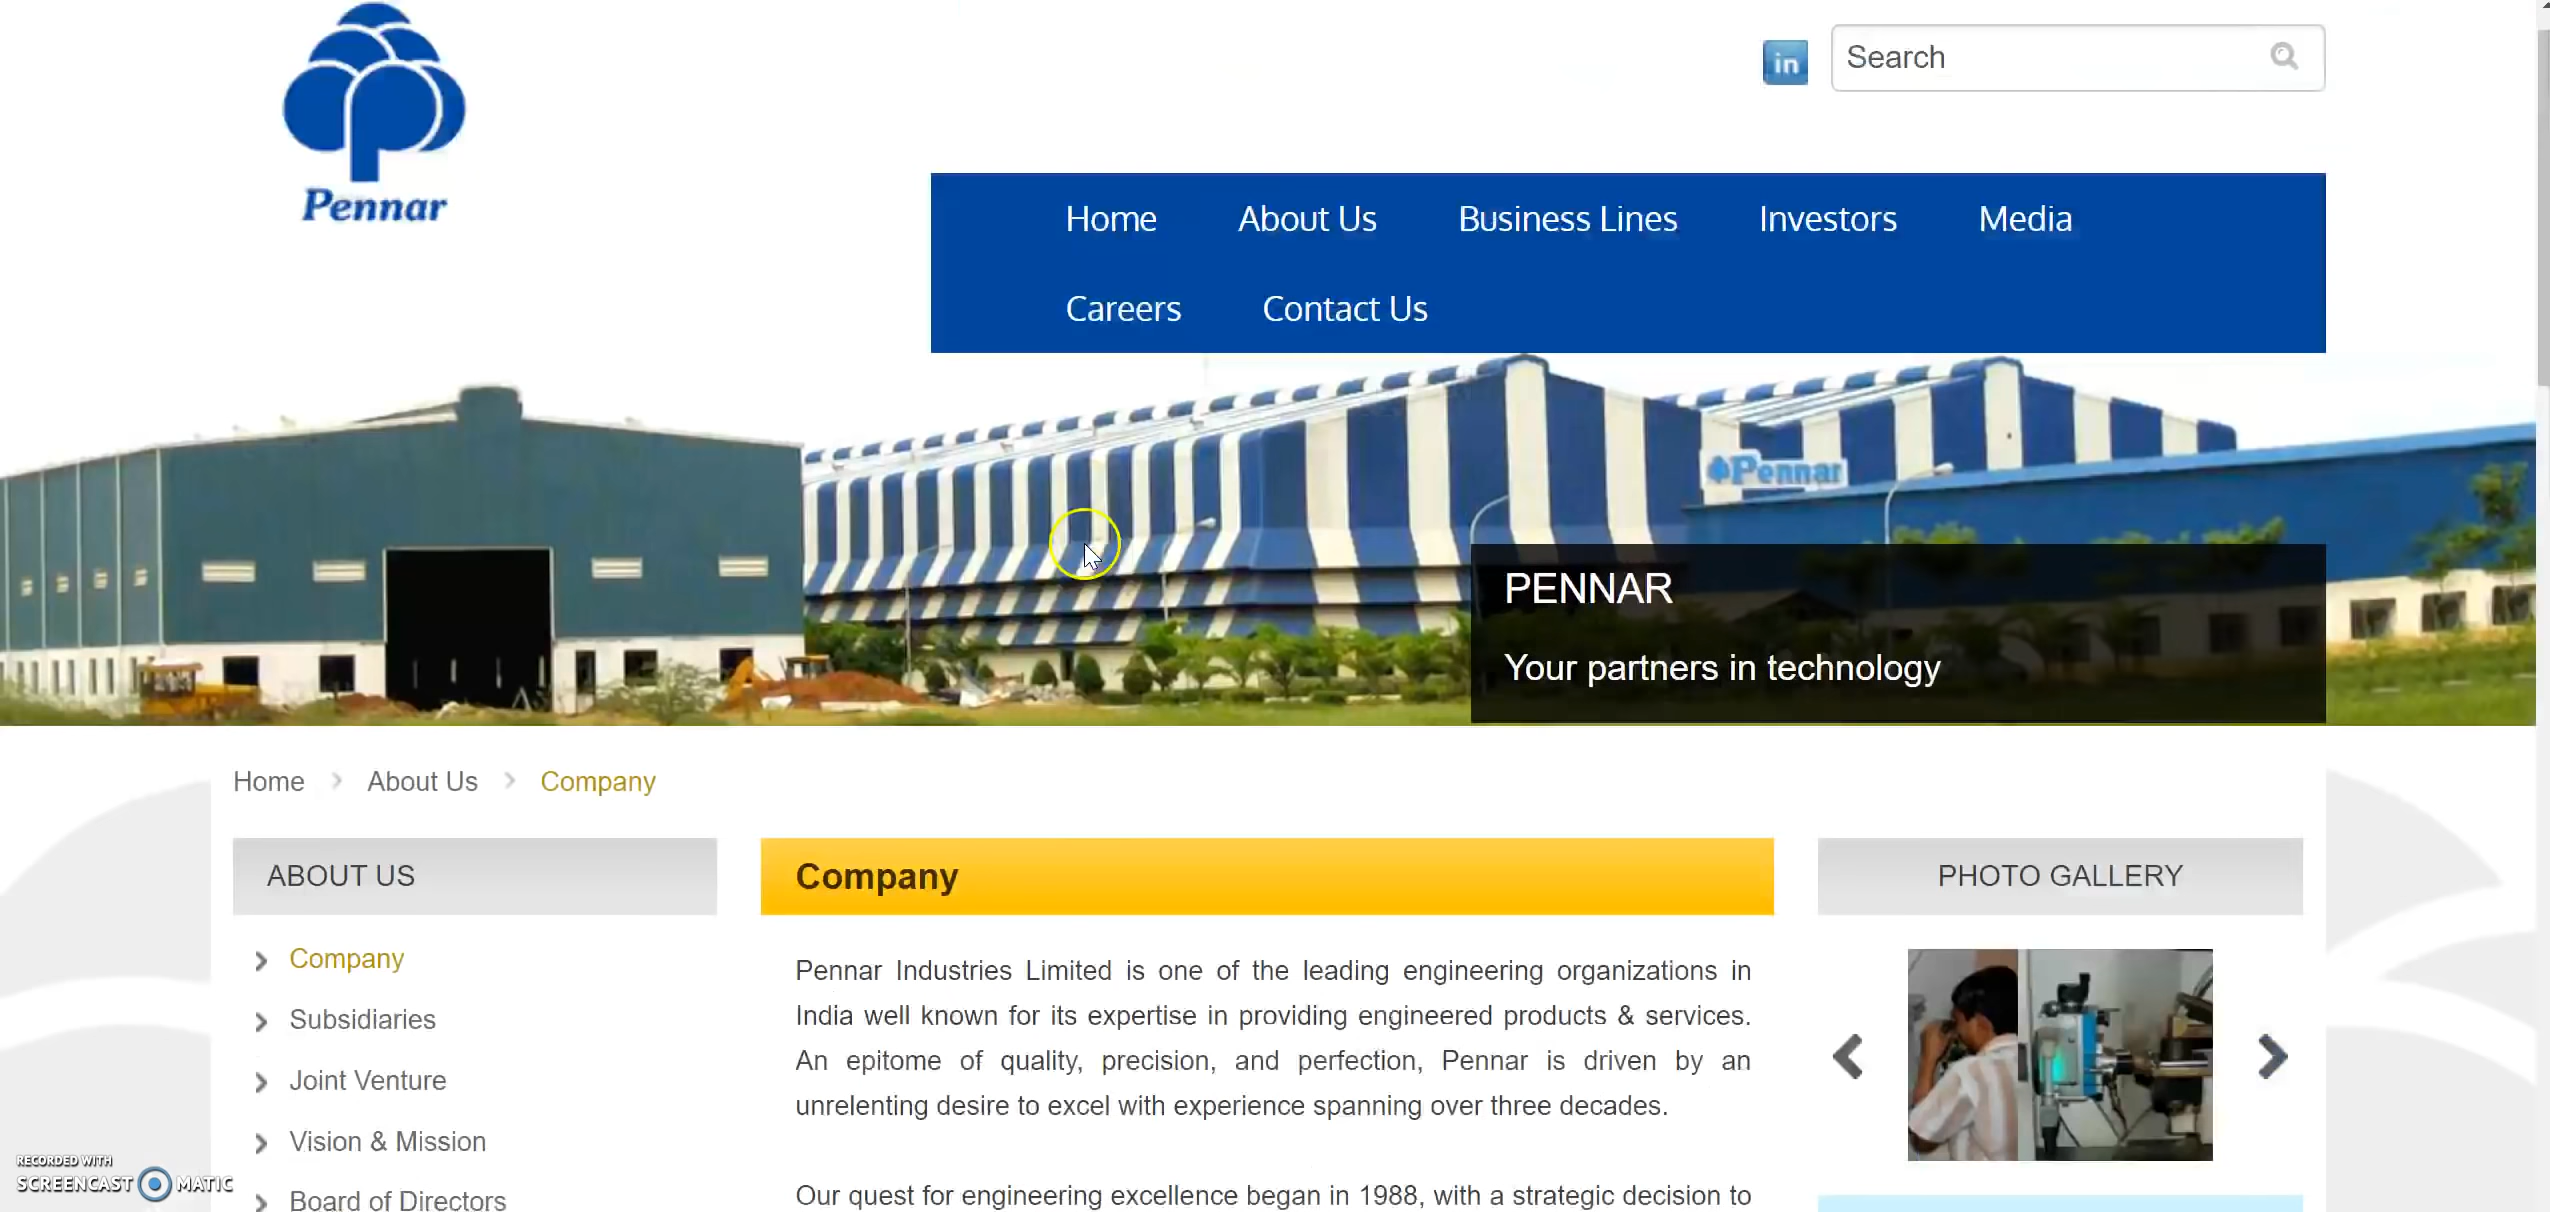 Pennar
in
Search
Home About Us Business Lines Investors Media
Careers Contact Us
Pennar
PENNAR
Your partners in technology
Home > About Us > Company
ABOUT US
Company
Subsidiaries
Joint Venture
Vision & Mission
Board of Directors
Company
Pennar Industries Limited is one of the leading engineering organizations in
India well known for its expertise in providing engineered products & services.
An epitome of quality, precision, and perfection, Pennar is driven by an
unrelenting desire to excel with experience spanning over three decades.
Our quest for engineering excellence began in 1988, with a strategic decision to
PHOTO GALLERY
RECORDED WITH
SCREENCAST MATIC